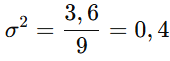 σ² = 3,6/9 = 0,4